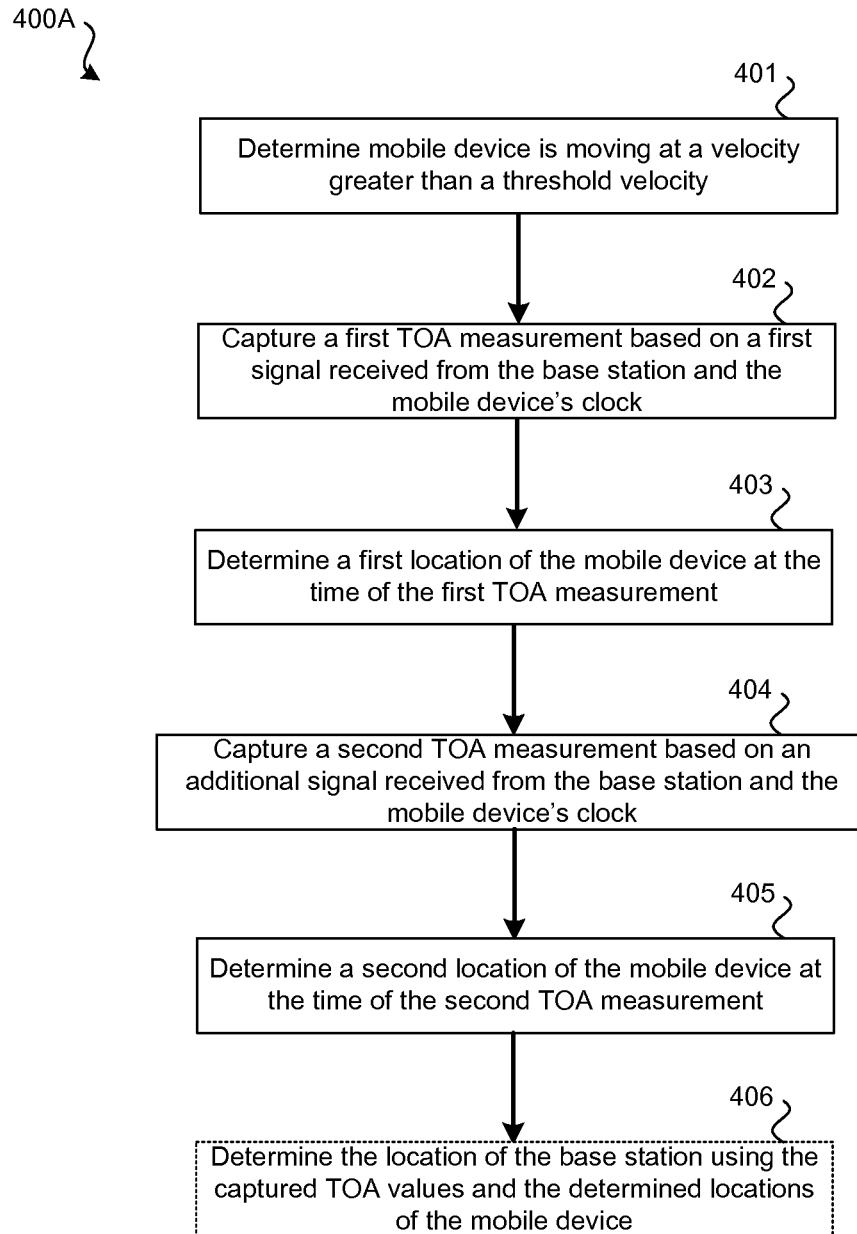 400A
401
Determine mobile device is moving at a velocity
greater than a threshold velocity
402
Capture a first TOA measurement based on a first
signal received from the base station and the
mobile device's clock
403
Determine a first location of the mobile device at the
time of the first TOA measurement
404
Capture a second TOA measurement based on an
additional signal received from the base station and the
mobile device's clock
405
Determine a second location of the mobile device at
the time of the second TOA measurement
406
Determine the location of the base station using the
captured TOA values and the determined locations
of the mobile device